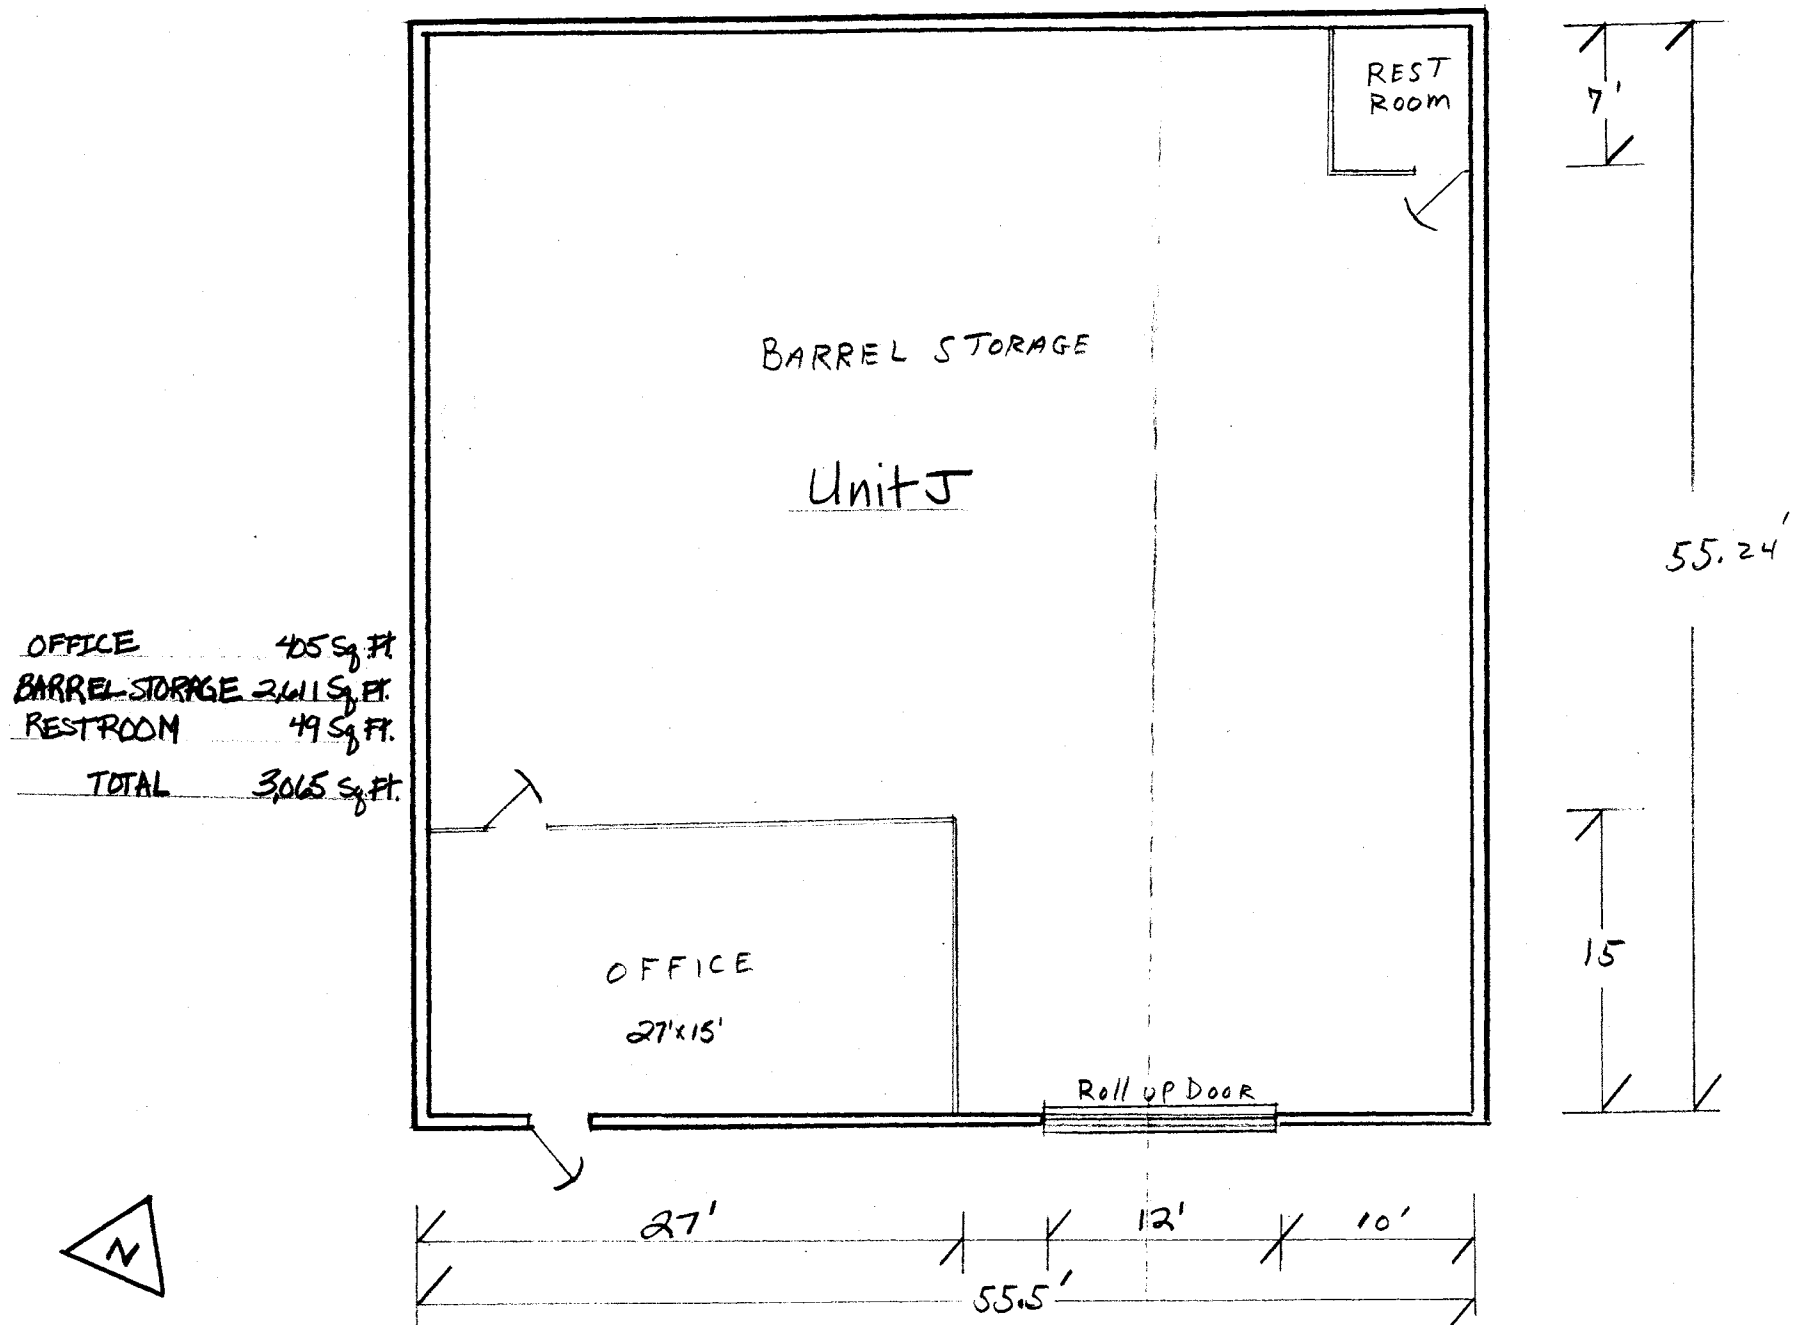 REST
ROOM
7'
BARREL STORAGE
Unit J
55.24'
OFFICE 405 Sq Ft.
BARREL STORAGE 2,611 Sq. Ft.
RESTROOM 49 Sq Ft.
TOTAL 3,065 Sq Ft.
OFFICE
27'x15'
15
Roll up Door
N
27'
12'
10'
55.5'